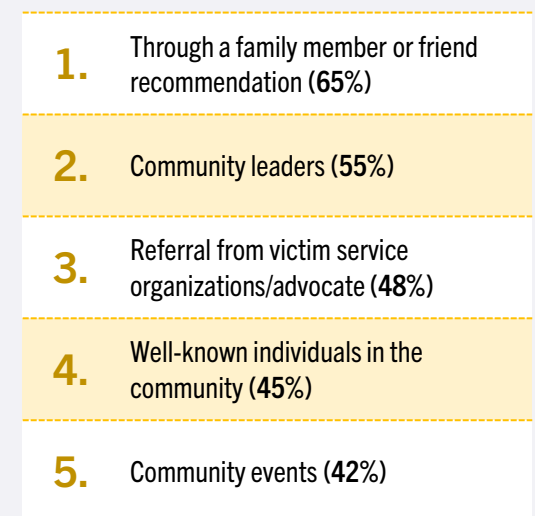 1. Through a family member or friend
recommendation (65%)
2. Community leaders (55%)
3. Referral from victim service
organizations/advocate (48%)
4. Well-known individuals in the
community (45%)
5. Community events (42%)